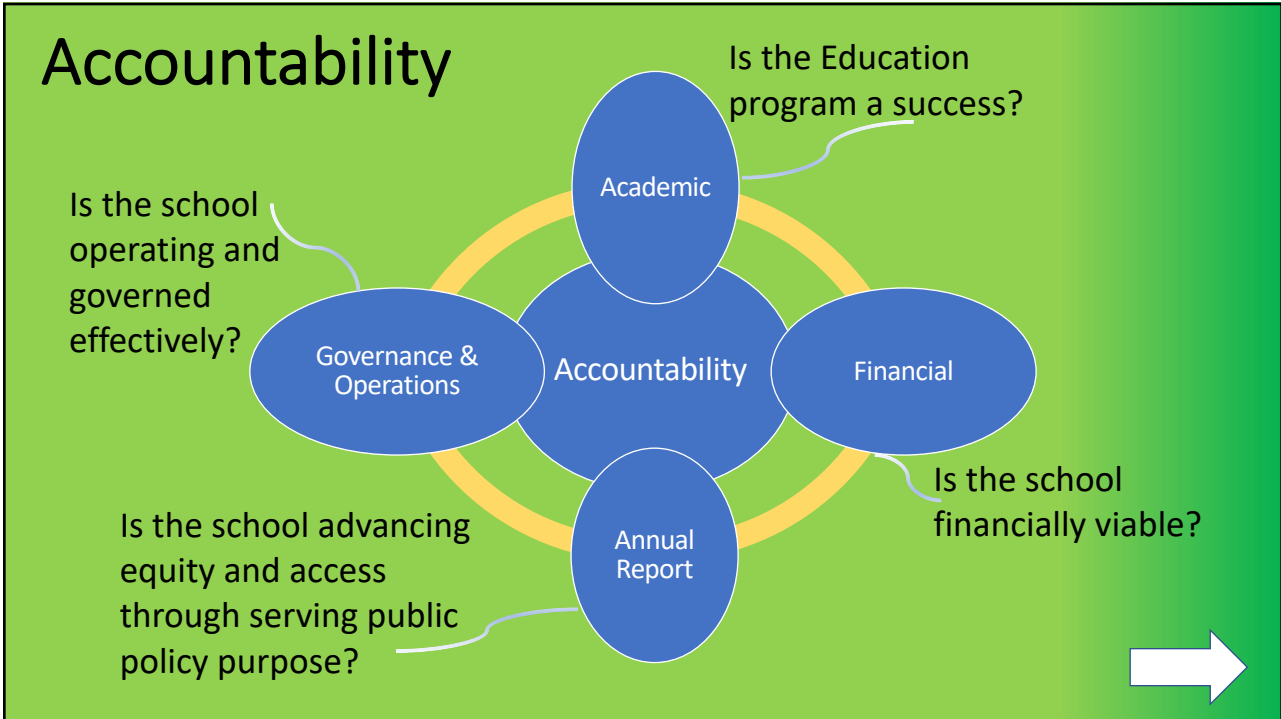 Accountability
Is the Education
program a success?
Academic
Is the school
operating and
governed
effectively?
Governance &
Operations
Accountability
Financial
Is the school
financially viable?
Annual
Report
Is the school advancing
equity and access
through serving public
policy purpose?